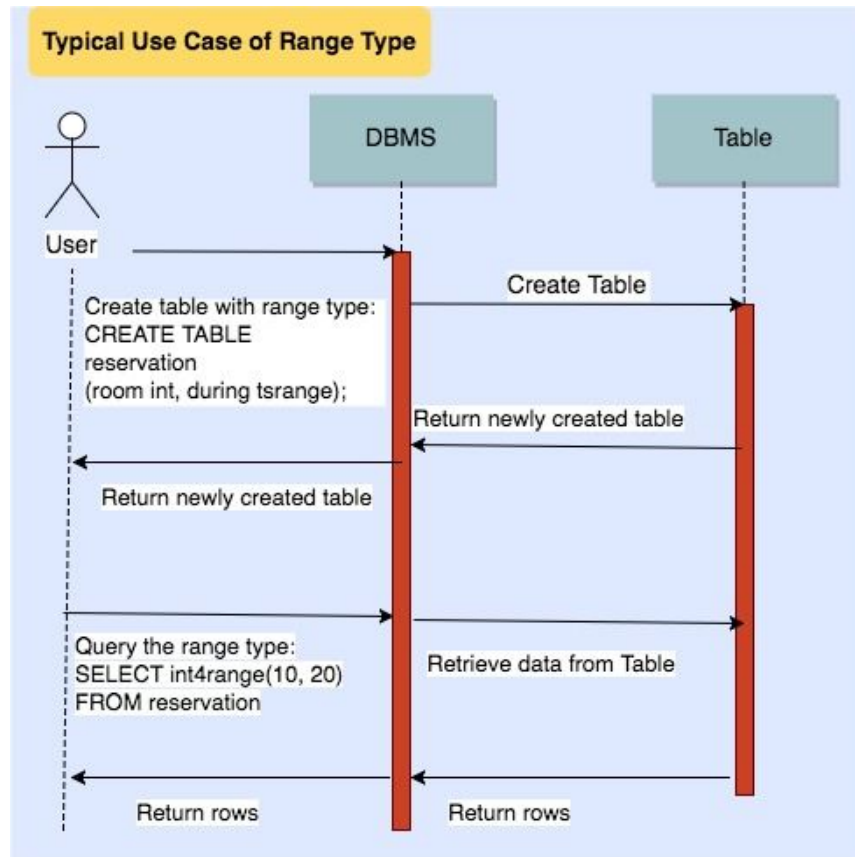 Typical Use Case of Range Type
DBMS
Table
User
Create Table
Create table with range type:
CREATE TABLE
reservation
(room int, during tsrange);
Return newly created table
Return newly created table
Query the range type:
SELECT int4range(10, 20)
FROM reservation
Retrieve data from Table
Return rows
Return rows